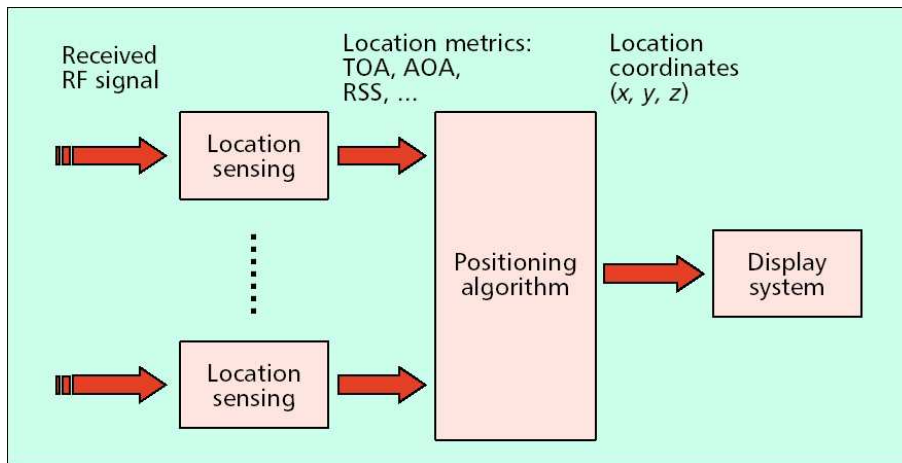 Received
RF signal
Location metrics:
TOA, AOA,
RSS, ...
Location
coordinates
(x, y, z)
Location
sensing
Positioning
algorithm
Display
system
Location
sensing